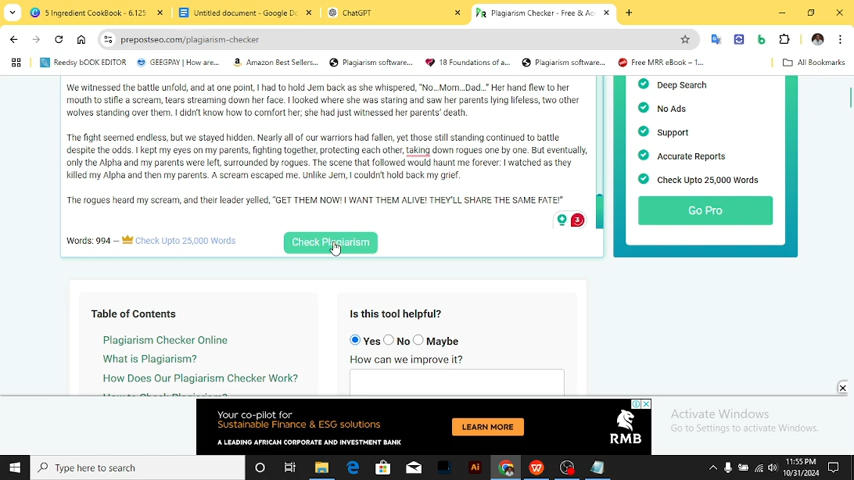 5 Ingredient CookBook - 6.125
Untitled document - Google Do
ChatGPT
Plagiarism Checker - Free & Ac
prepostseo.com/plagiarism-checker
Reedsy bOOK EDITOR
GEEGPAY | How are...
Amazon Best Sellers...
Plagiarism software...
18 Foundations of a...
Plagiarism software...
Free MRR eBook – 1...
All Bookmarks
We witnessed the battle unfold, and at one point, I had to hold Jem back as she whispered, “No...Mom...Dad...” Her hand flew to her
mouth to stifle a scream, tears streaming down her face. I looked where she was staring and saw her parents lying lifeless, two other
wolves standing over them. I didn’t know how to comfort her; she had just witnessed her parents’ death.
The fight seemed endless, but we stayed hidden. Nearly all of our warriors had fallen, yet those still standing continued to battle
despite the odds. I kept my eyes on my parents, fighting together, protecting each other, taking down rogues one by one. But eventually,
only the Alpha and my parents were left, surrounded by rogues. The scene that followed would haunt me forever: I watched as they
killed my Alpha and then my parents. A scream escaped me. Unlike Jem, I couldn’t hold back my grief.
The rogues heard my scream, and their leader yelled, “GET THEM NOW! I WANT THEM ALIVE! THEY’LL SHARE THE SAME FATE!”
3
Words: 994 – Check Upto 25,000 Words
Check Plagiarism
Deep Search
No Ads
Support
Accurate Reports
Check Upto 25,000 Words
Go Pro
Table of Contents
Plagiarism Checker Online
What is Plagiarism?
How Does Our Plagiarism Checker Work?
Is this tool helpful?
Yes No Maybe
How can we improve it?
Your co-pilot for
Sustainable Finance & ESG solutions
A LEADING AFRICAN CORPORATE AND INVESTMENT BANK
LEARN MORE
RMB
Activate Windows
Go to Settings to activate Windows.
Type here to search
Ai
11:55 PM
10/31/2024